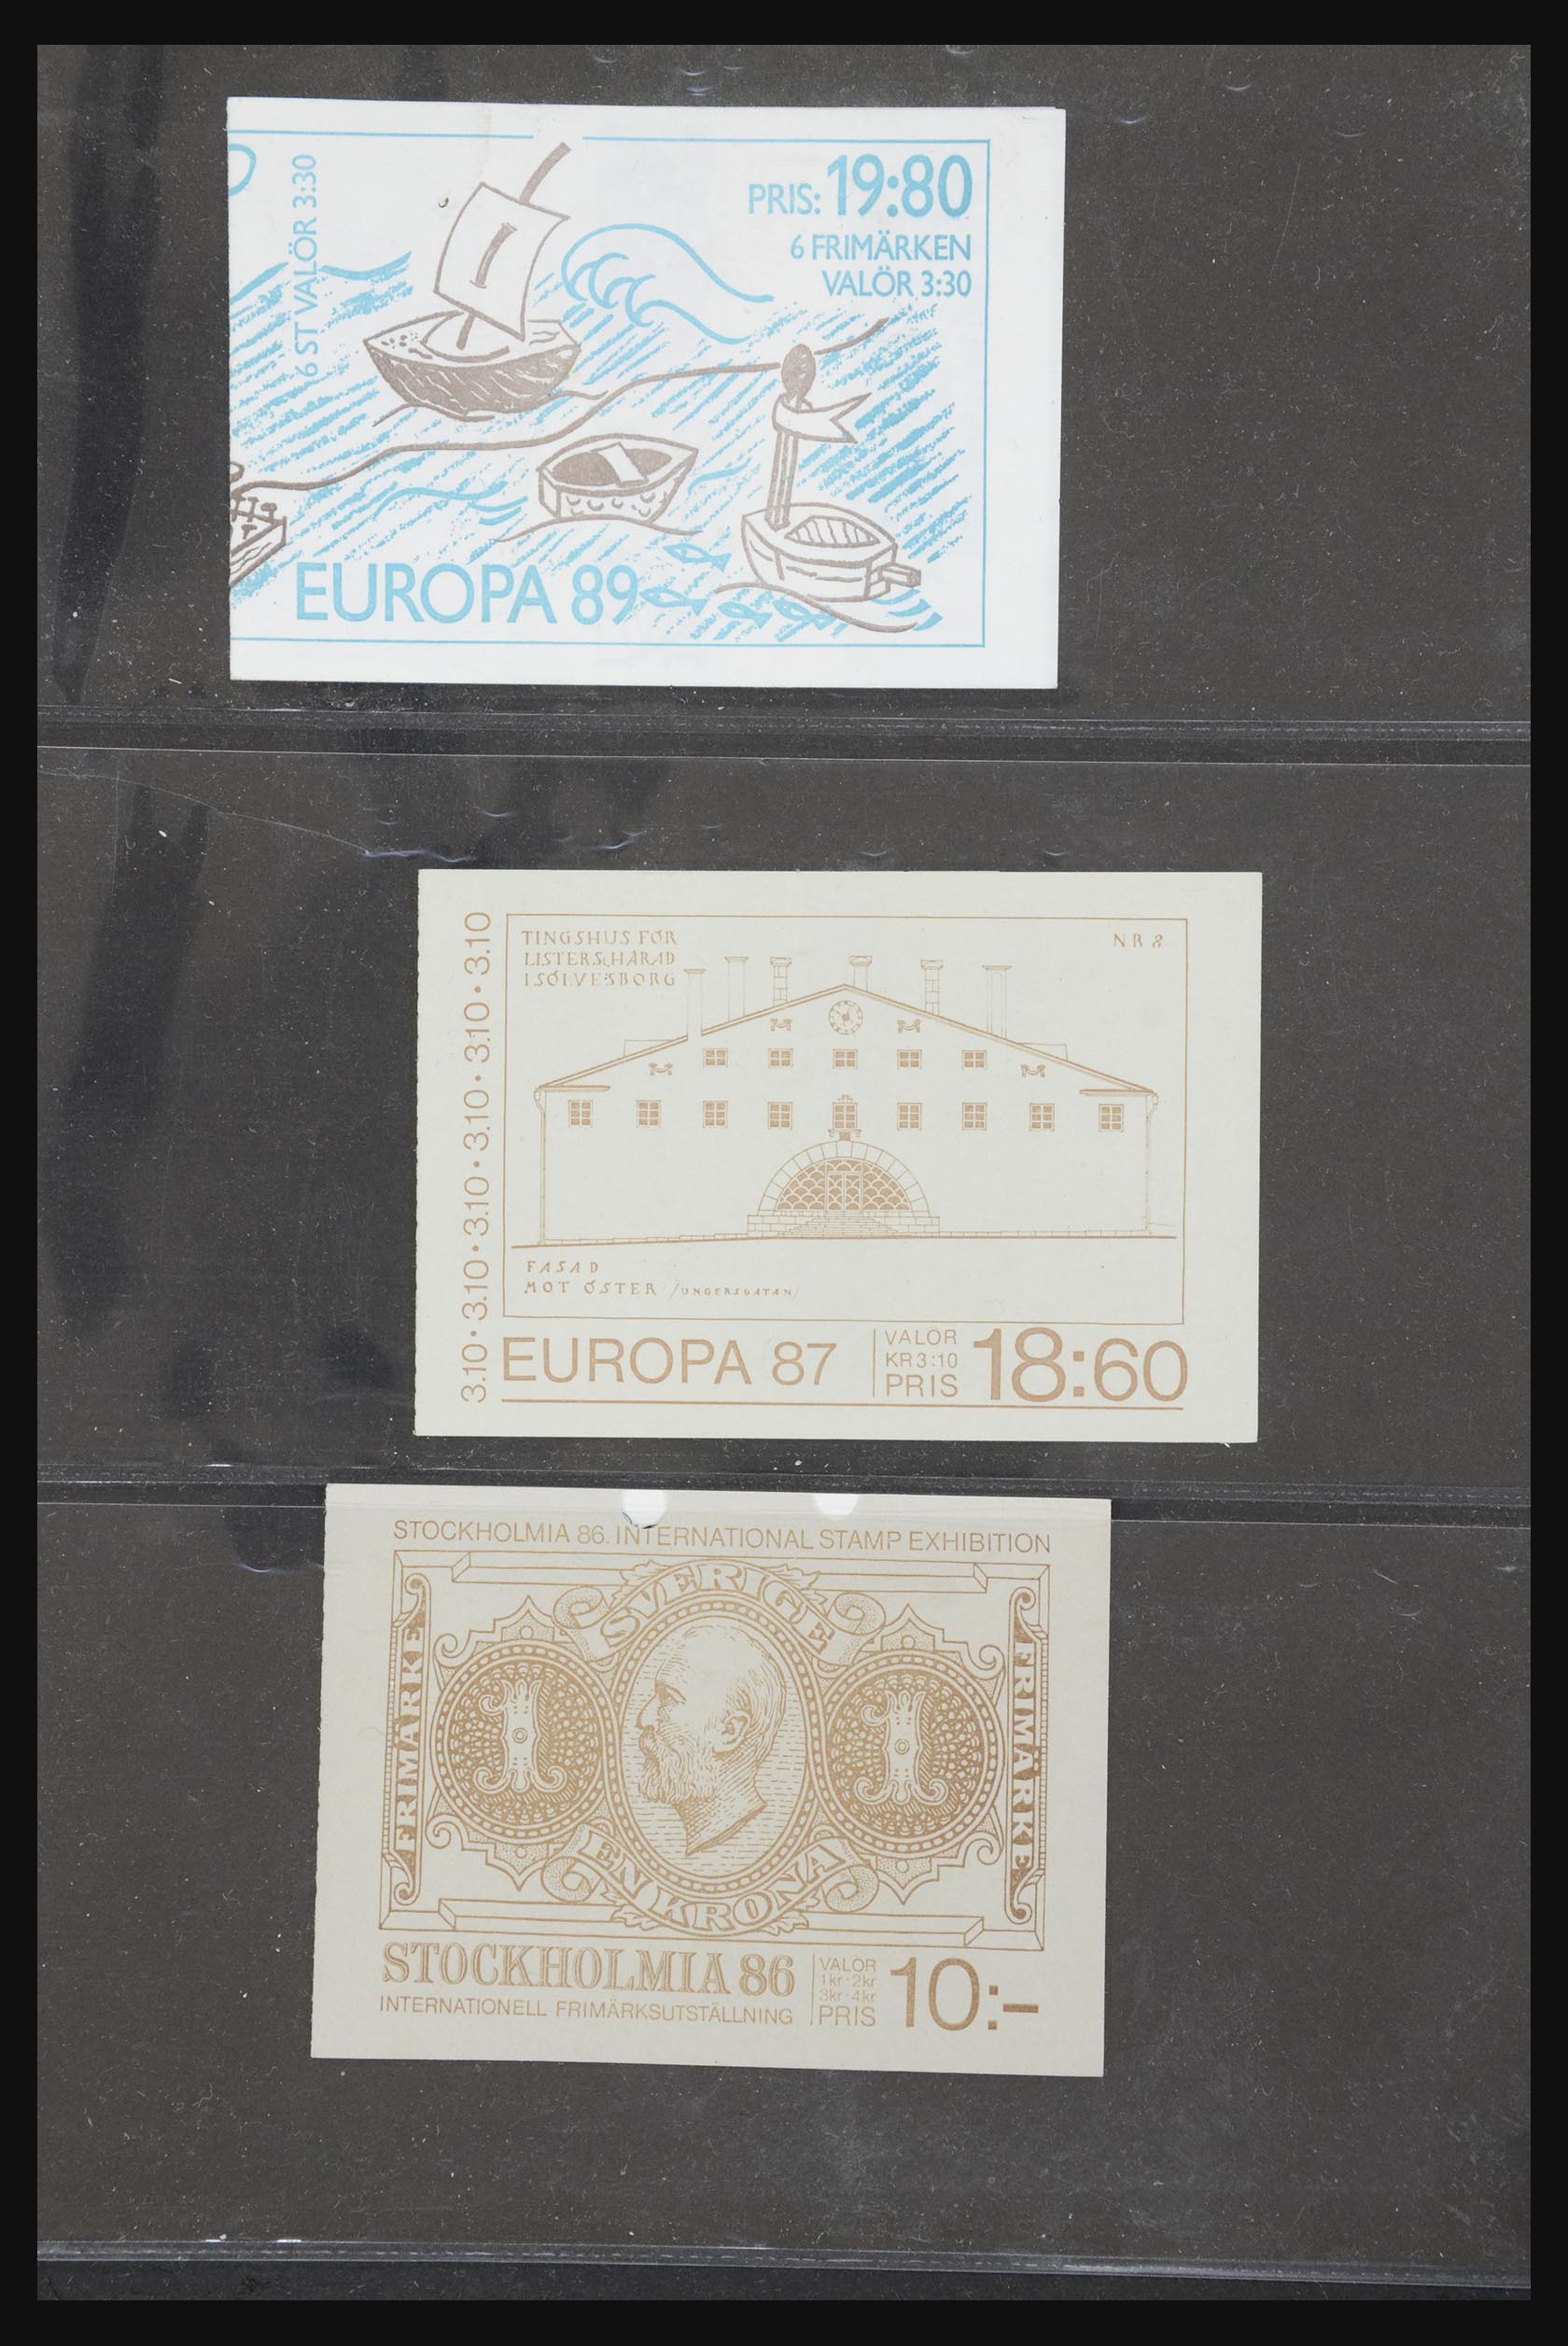 6 ST VALÖR 3:30
PRIS: 19:80
6 FRIMÄRKEN
VALÖR 3:30
EUROPA 89
3.10 • 3.10 • 3.10 • 3.10 • 3.10 • 3.10
TINGSHUS FÖR
LISTERS HÄRAD
I SÖLVESBORG
NR 8
FASAD
MOT ÖSTER /UNGERSGATAN/
EUROPA 87
VALÖR
KR 3:10
PRIS 18:60
STOCKHOLMIA 86. INTERNATIONAL STAMP EXHIBITION
SVERIGE
FRIMÄRKE
1
1
FRIMÄRKE
EN KRONA
STOCKHOLMIA 86
INTERNATIONELL FRIMÄRKSUTSTÄLLNING
VALÖR
1kr - 2kr
3kr - 4kr
PRIS 10:-